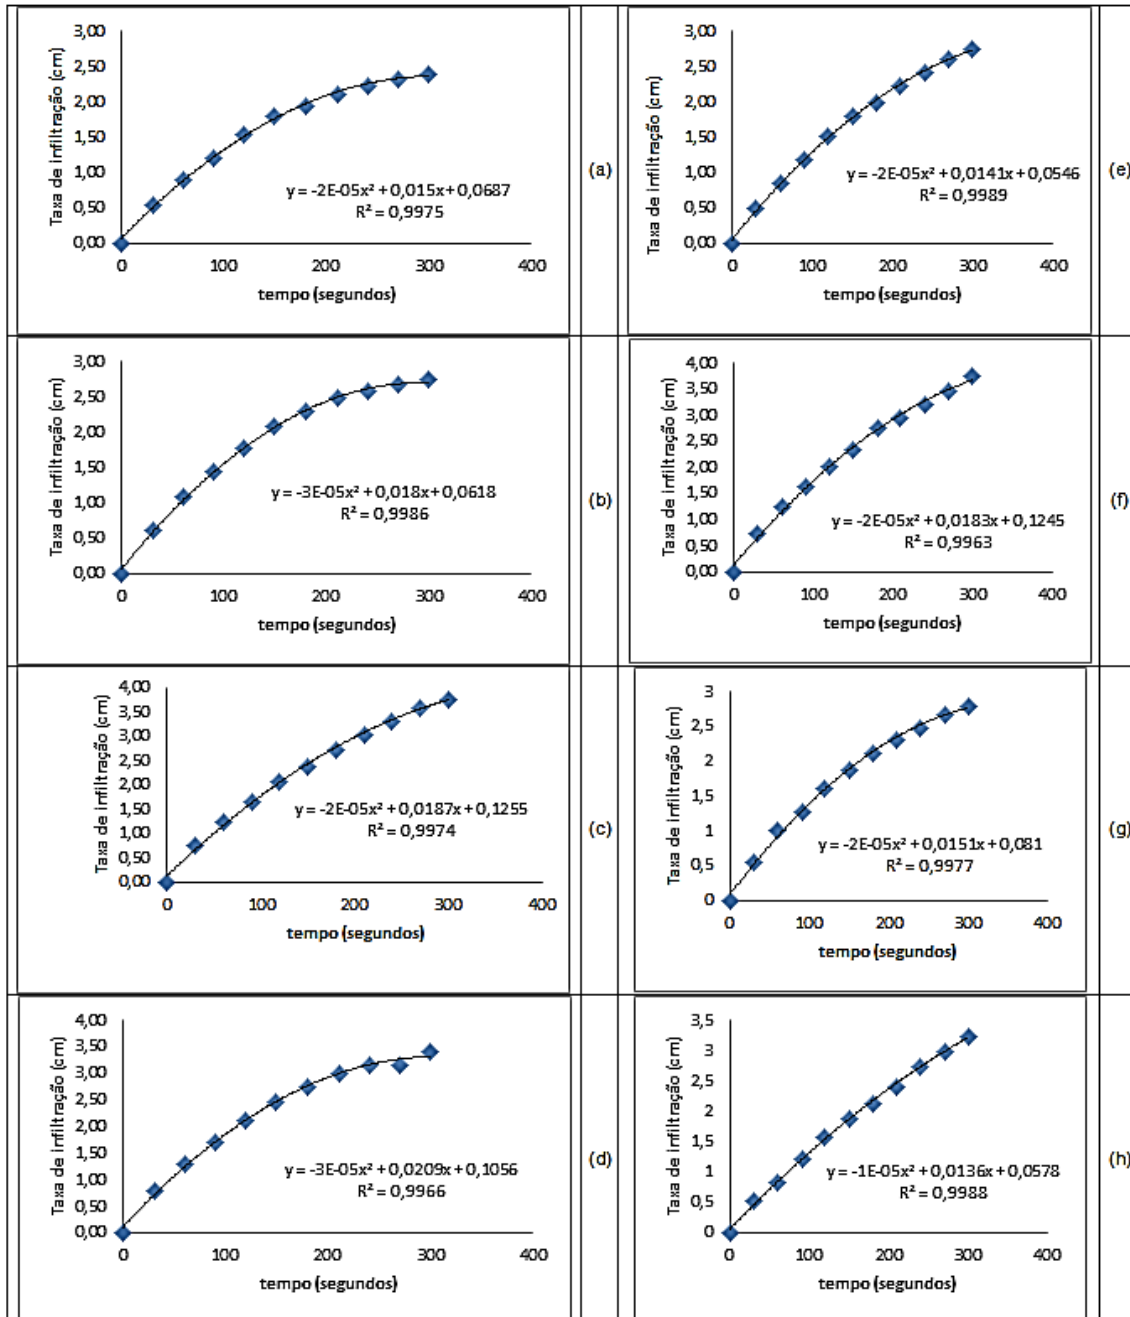 Taxa de infiltração (cm)
3,00
2,50
2,00
1,50
1,00
0,50
0,00
y = -2E-05x² + 0,015x + 0,0687
R² = 0,9975
0 100 200 300 400
tempo (segundos)
(a)
Taxa de infiltração (cm)
3,00
2,50
2,00
1,50
1,00
0,50
0,00
y = -2E-05x² + 0,0141x + 0,0546
R² = 0,9989
0 100 200 300 400
tempo (segundos)
(e)
Taxa de infiltração (cm)
3,00
2,50
2,00
1,50
1,00
0,50
0,00
y = -3E-05x² + 0,018x + 0,0618
R² = 0,9986
0 100 200 300 400
tempo (segundos)
(b)
Taxa de infiltração (cm)
4,00
3,50
3,00
2,50
2,00
1,50
1,00
0,50
0,00
y = -2E-05x² + 0,0183x + 0,1245
R² = 0,9963
0 100 200 300 400
tempo (segundos)
(f)
Taxa de infiltração (cm)
4,00
3,50
3,00
2,50
2,00
1,50
1,00
0,50
0,00
y = -2E-05x² + 0,0187x + 0,1255
R² = 0,9974
0 100 200 300 400
tempo (segundos)
(c)
Taxa de infiltração (cm)
3
2,5
2
1,5
1
0,5
0
y = -2E-05x² + 0,0151x + 0,081
R² = 0,9977
0 100 200 300 400
tempo (segundos)
(g)
Taxa de infiltração (cm)
4,00
3,50
3,00
2,50
2,00
1,50
1,00
0,50
0,00
y = -3E-05x² + 0,0209x + 0,1056
R² = 0,9966
0 100 200 300 400
tempo (segundos)
(d)
Taxa de infiltração (cm)
3,5
3
2,5
2
1,5
1
0,5
0
y = -1E-05x² + 0,0136x + 0,0578
R² = 0,9988
0 100 200 300 400
tempo (segundos)
(h)